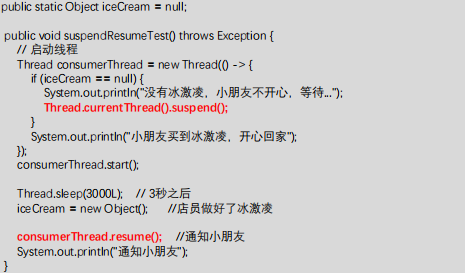 public static Object iceCream = null;
public void suspendResumeTest() throws Exception {
// 启动线程
Thread consumerThread = new Thread(() -> {
if (iceCream == null) {
System.out.println("没有冰激凌，小朋友不开心，等待...");
Thread.currentThread().suspend();
}
System.out.println("小朋友买到冰激凌，开心回家");
});
consumerThread.start();
Thread.sleep(3000L); // 3秒之后
iceCream = new Object(); //店员做好了冰激凌
consumerThread.resume(); //通知小朋友
System.out.println("通知小朋友");
}